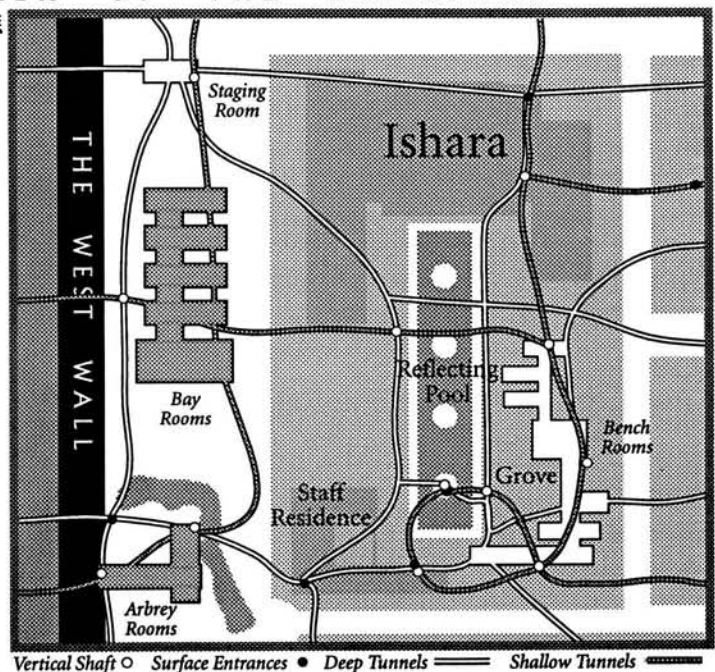 Staging
Room
Ishara
THE WEST WALL
Bay
Rooms
Reflecting
Pool
Bench
Rooms
Grove
Staff
Residence
Arbrey
Rooms
Vertical Shaft Surface Entrances Deep Tunnels Shallow Tunnels